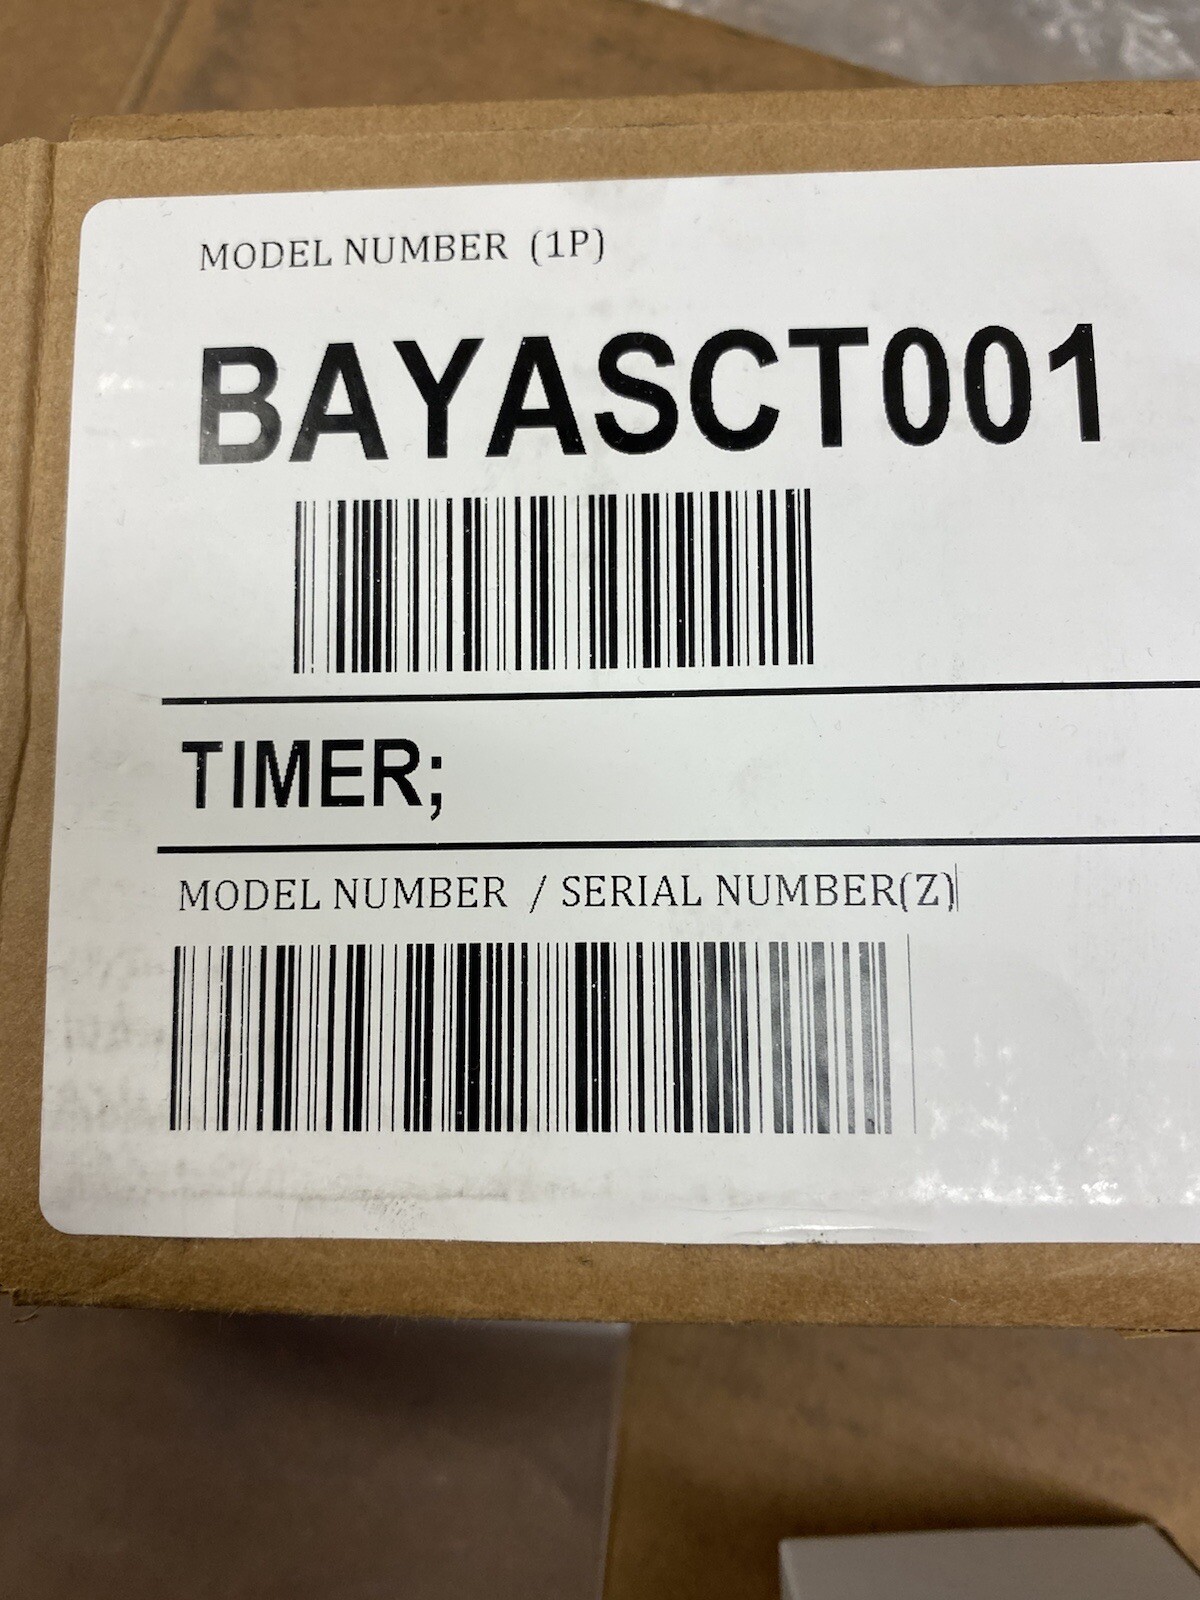 MODEL NUMBER (1P)
BAYASCT001
TIMER;
MODEL NUMBER / SERIAL NUMBER(Z)